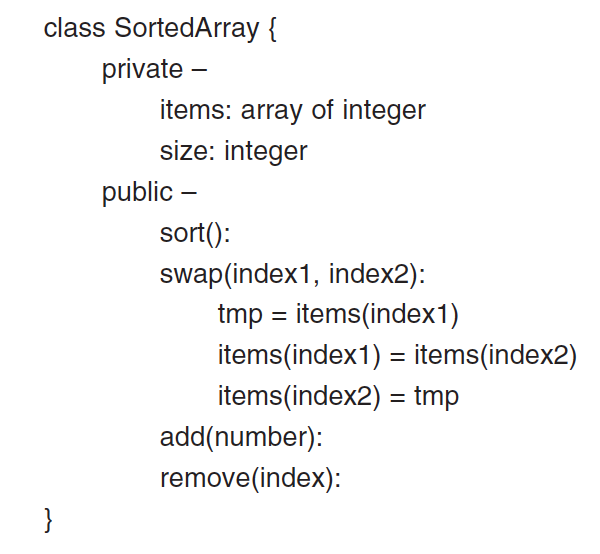 class SortedArray {
private –
items: array of integer
size: integer
public –
sort():
swap(index1, index2):
tmp = items(index1)
items(index1) = items(index2)
items(index2) = tmp
add(number):
remove(index):
}